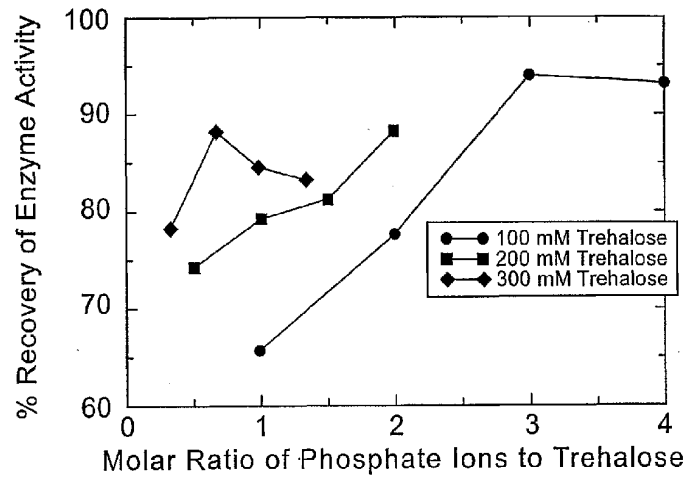 100
90
80
70
60
% Recovery of Enzyme Activity
100 mM Trehalose
200 mM Trehalose
300 mM Trehalose
0 1 2 3 4
Molar Ratio of Phosphate Ions to Trehalose